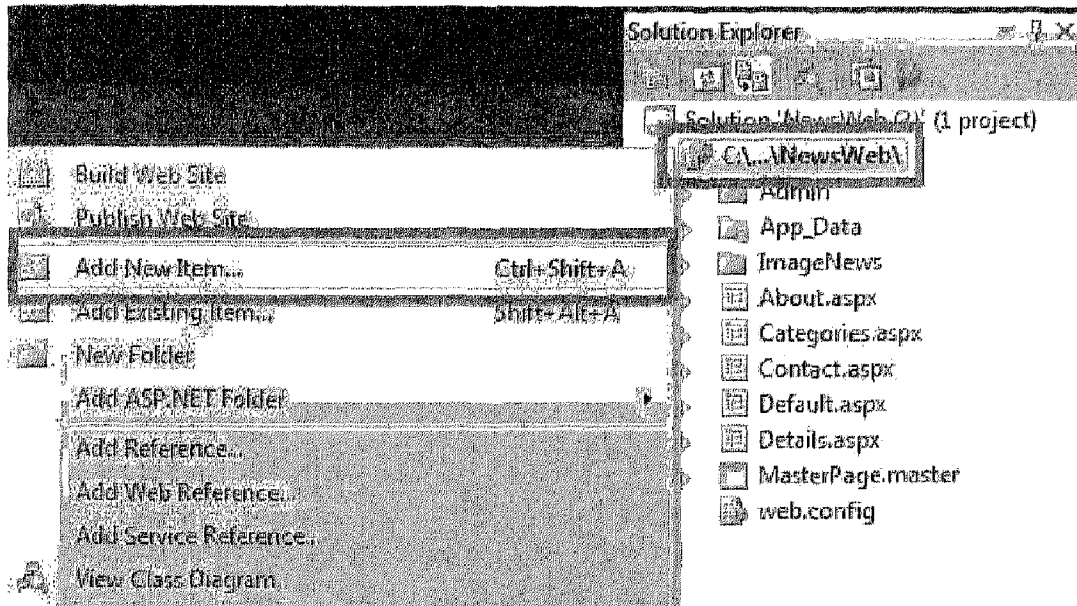 Solution Explorer
Solution 'NewsWeb (2)' (1 project)
C:\...\NewsWeb\
Admin
App_Data
ImageNews
About.aspx
Categories.aspx
Contact.aspx
Default.aspx
Details.aspx
MasterPage.master
web.config
Build Web Site
Publish Web Site
Add New Item... Ctrl+Shift+A
Add Existing Item... Shift+Alt+A
New Folder
Add ASP.NET Folder
Add Reference...
Add Web Reference...
Add Service Reference...
View Class Diagram